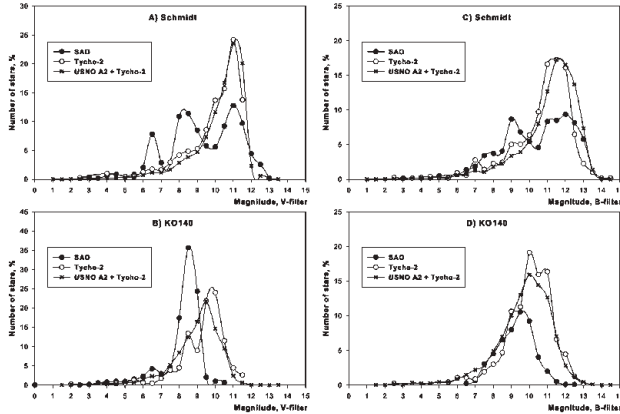 A) Schmidt
Number of stars, %
30
25
20
15
10
5
0
SAO
Tycho-2
USNO A2 + Tycho-2
0 1 2 3 4 5 6 7 8 9 10 11 12 13 14 15
Magnitude, V-filter
C) Schmidt
Number of stars, %
25
20
15
10
5
0
SAO
Tycho-2
USNO A2 + Tycho-2
0 1 2 3 4 5 6 7 8 9 10 11 12 13 14
Magnitude, B-filter
B) KO140
Number of stars, %
45
40
35
30
25
20
15
10
5
0
SAO
Tycho-2
USNO A2 + Tycho-2
0 1 2 3 4 5 6 7 8 9 10 11 12 13 14 15
Magnitude, V-filter
D) KO140
Number of stars, %
25
20
15
10
5
0
SAO
Tycho-2
USNO A2 + Tycho-2
0 1 2 3 4 5 6 7 8 9 10 11 12 13 14
Magnitude, B-filter